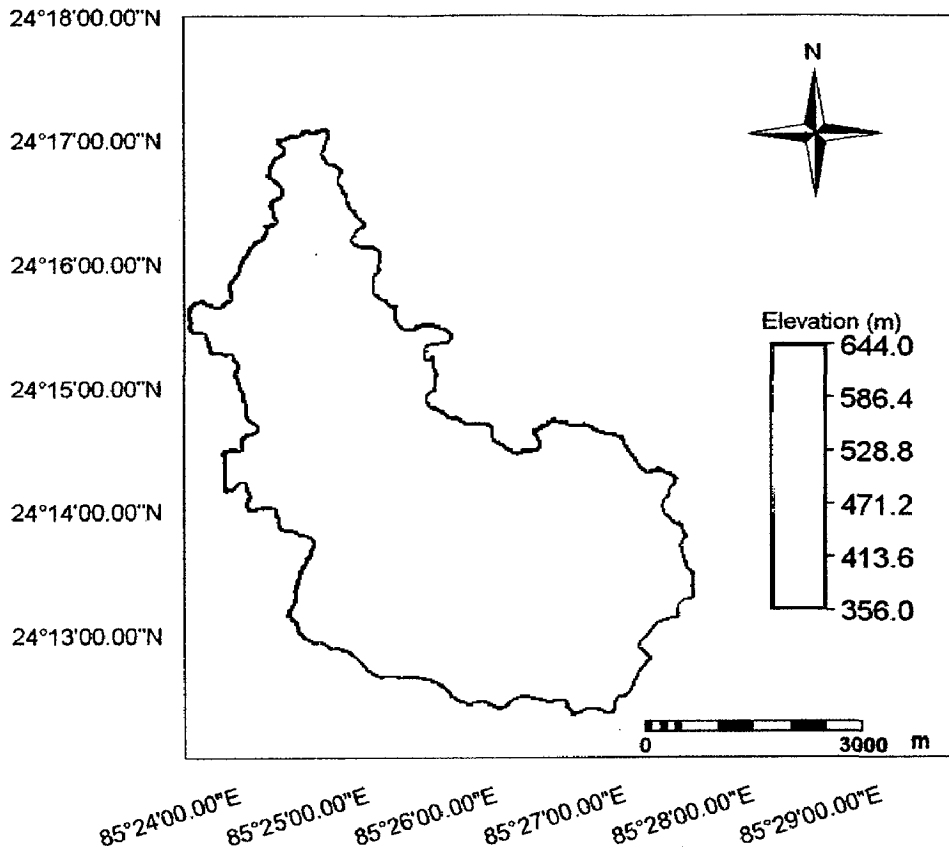 24°18'00.00"N
N
24°17'00.00"N
24°16'00.00"N
Elevation (m)
644.0
24°15'00.00"N
586.4
528.8
24°14'00.00"N
471.2
413.6
356.0
24°13'00.00"N
0 3000 m
85°24'00.00"E
85°25'00.00"E
85°26'00.00"E
85°27'00.00"E
85°28'00.00"E
85°29'00.00"E